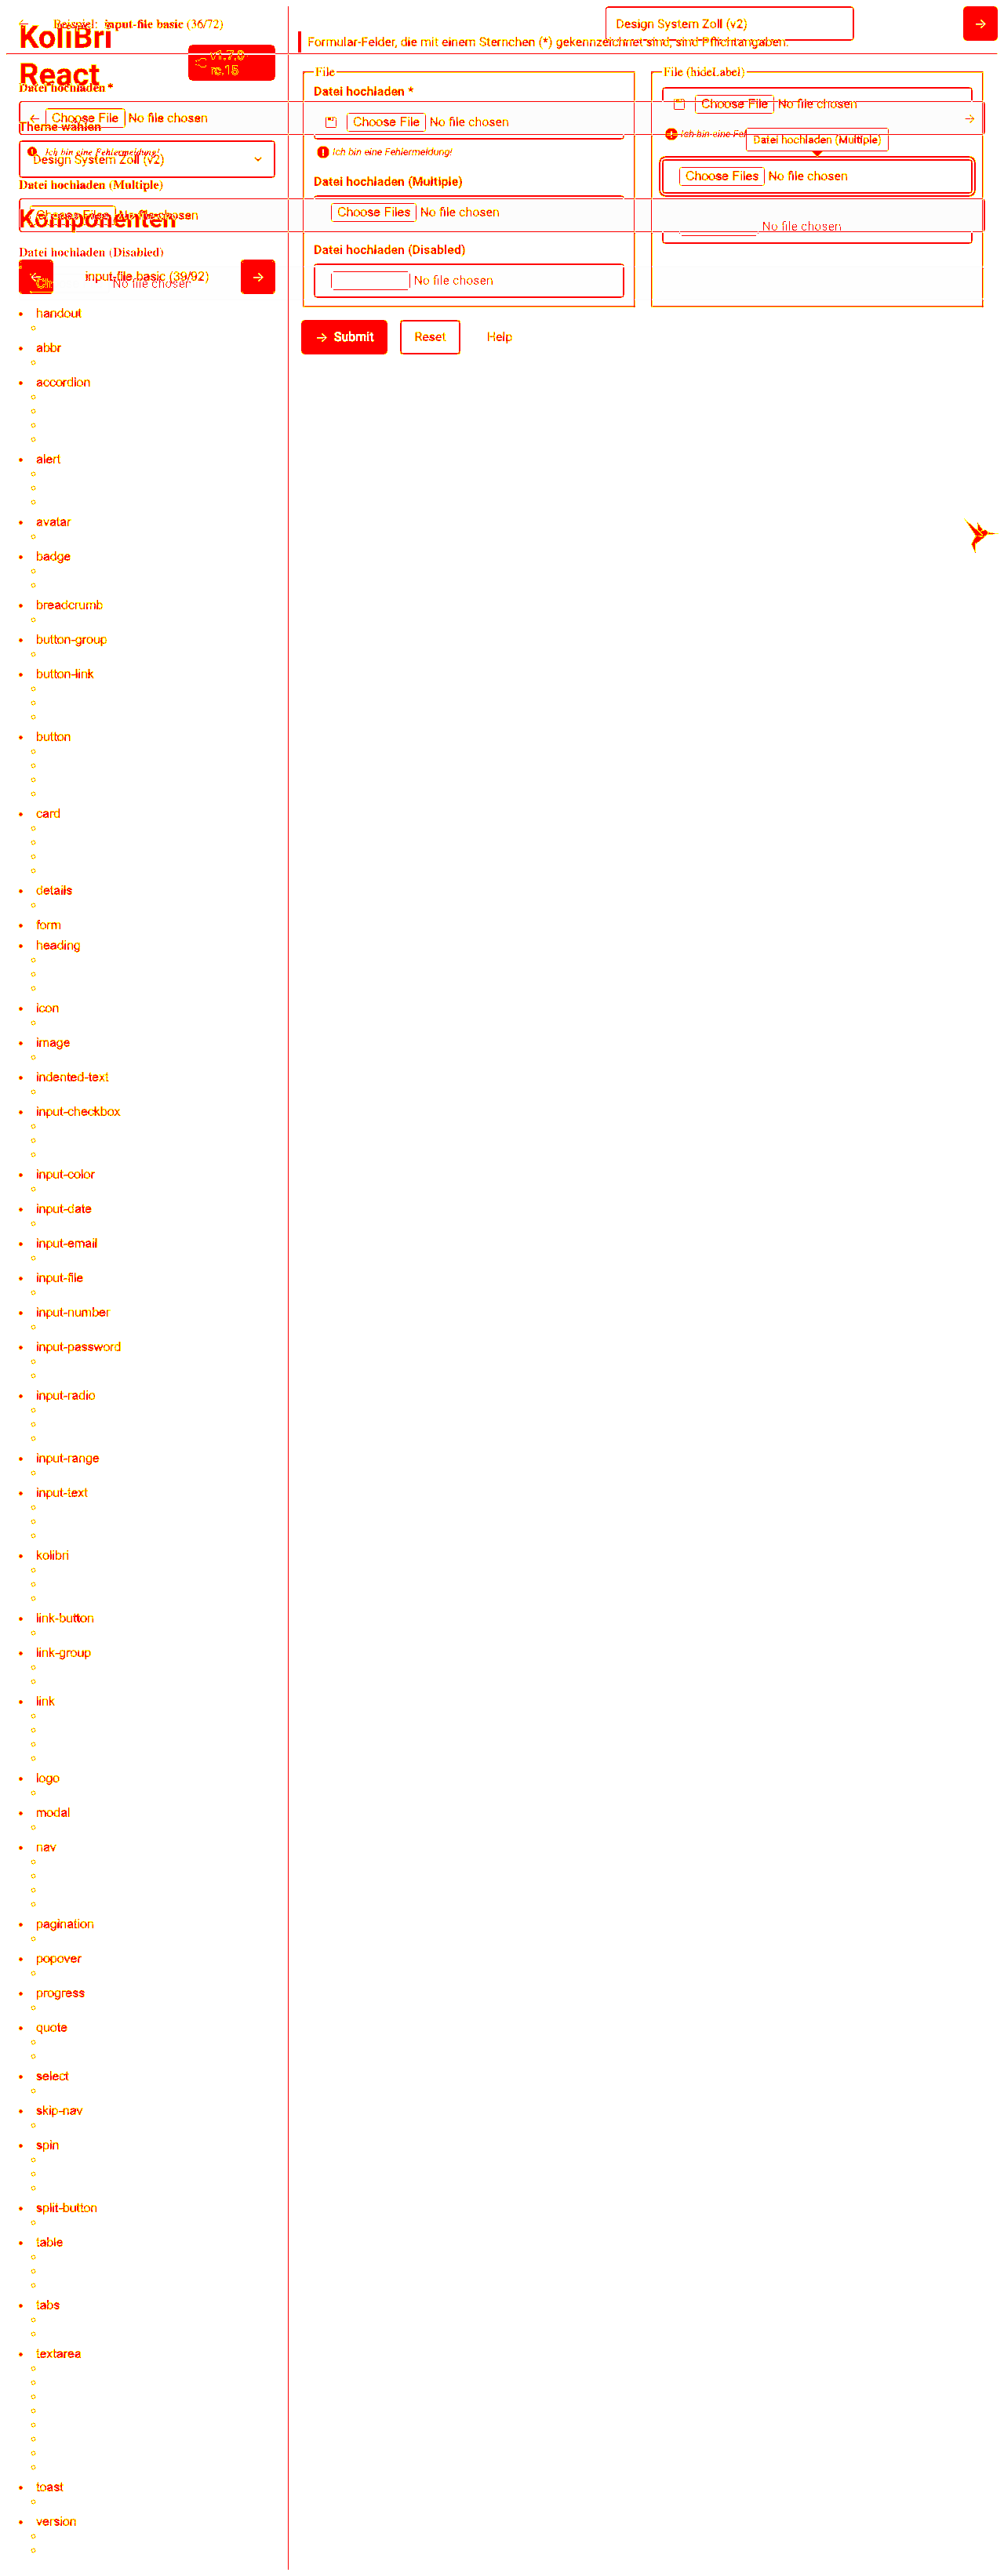 Beispiel: input-file basic (36/72)
Design System Zoll (v2)
KoliBri
React
v1.7.0-
rc.15
Formular-Felder, die mit einem Sternchen (*) gekennzeichnet sind, sind Pflichtangaben.
Datei hochladen *
Choose File No file chosen
Theme wählen
Ich bin eine Fehlermeldung!
Design System Zoll (v2)
Datei hochladen (Multiple)
Choose Files No file chosen
Komponenten
Datei hochladen (Disabled)
input-file basic (39/92)
No file chosen
File
Datei hochladen *
Choose File No file chosen
Ich bin eine Fehlermeldung!
Datei hochladen (Multiple)
Choose Files No file chosen
Datei hochladen (Disabled)
No file chosen
File (hideLabel)
Choose File No file chosen
Ich bin eine
Datei hochladen (Multiple)
Choose Files No file chosen
No file chosen
Submit
Reset
Help
handout
abbr
accordion
alert
avatar
badge
breadcrumb
button-group
button-link
button
card
details
form
heading
icon
image
indented-text
input-checkbox
input-color
input-date
input-email
input-file
input-number
input-password
input-radio
input-range
input-text
kolibri
link-button
link-group
link
logo
modal
nav
pagination
popover
progress
quote
select
skip-nav
spin
split-button
table
tabs
textarea
toast
version